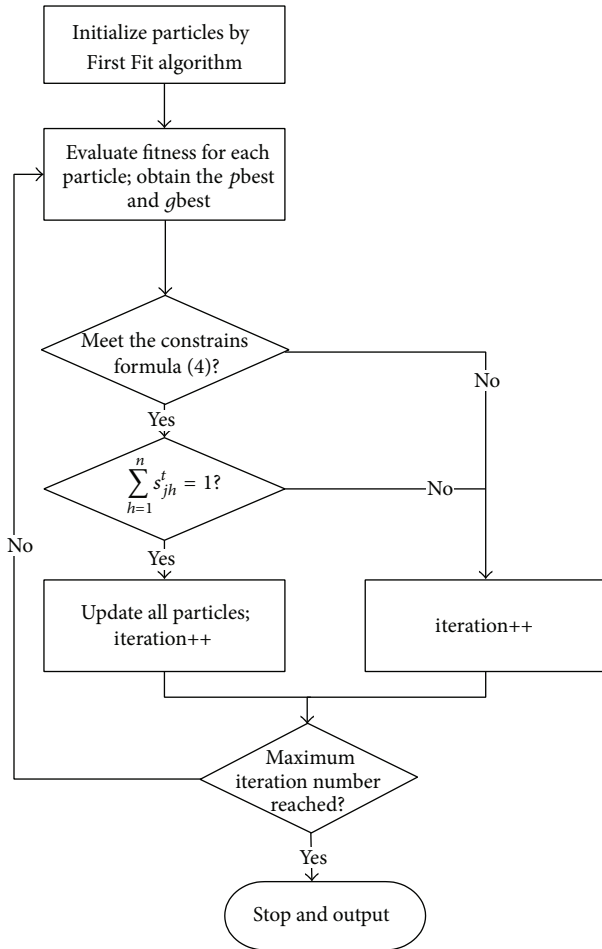 Initialize particles by
First Fit algorithm
Evaluate fitness for each
particle; obtain the pbest
and gbest
Meet the constrains
formula (4)?
No
Yes
∑_{h=1}^{n} s_{jh}^{t} = 1?
No
No
Yes
Update all particles;
iteration++
iteration++
Maximum
iteration number
reached?
Yes
Stop and output